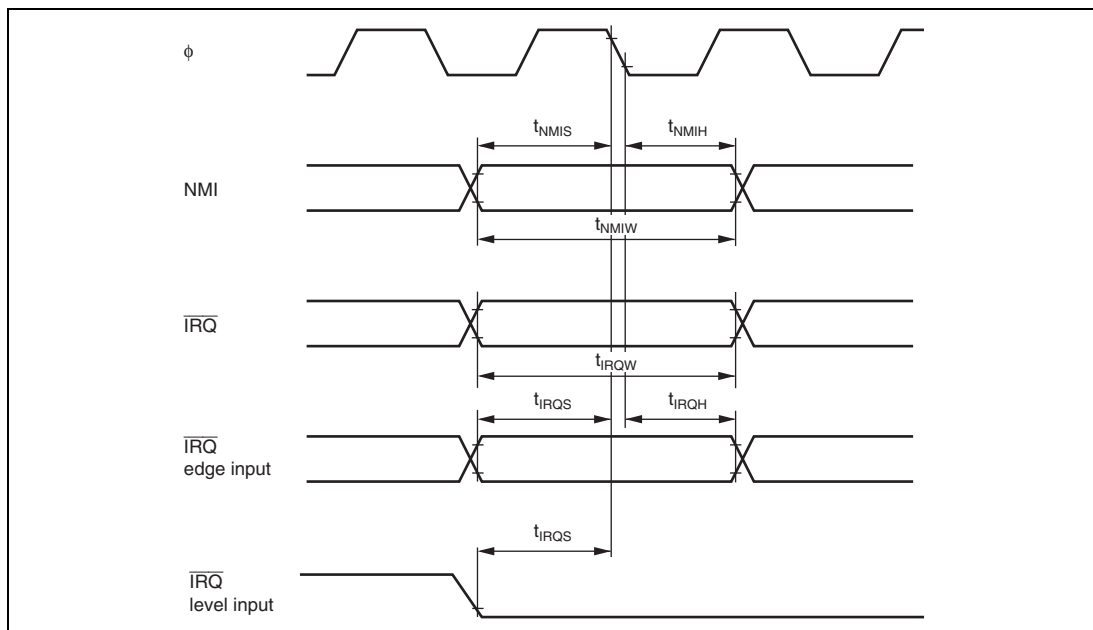 ϕ
tNMIS
tNMIH
NMI
tNMIW
IRQ
tIRQW
tIRQS
tIRQH
IRQ
edge input
tIRQS
IRQ
level input